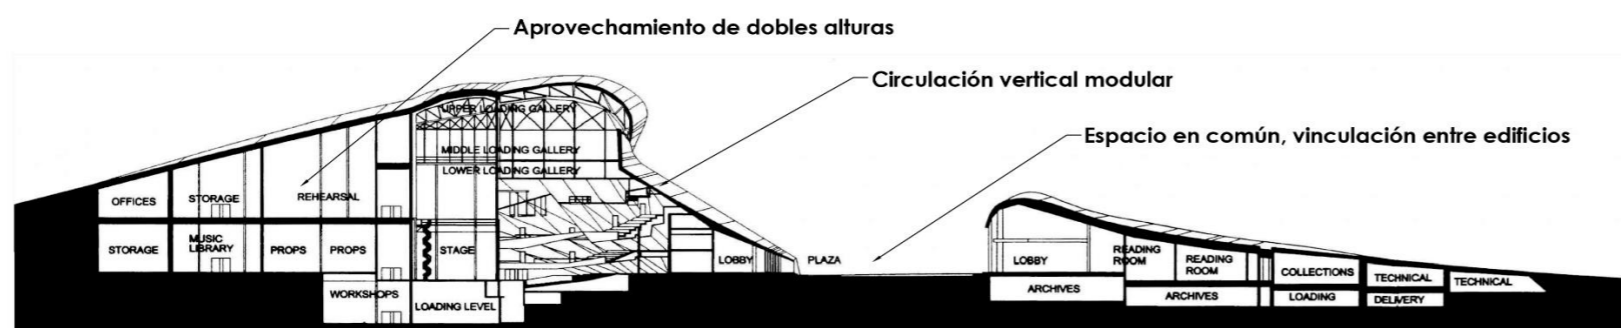 Aprovechamiento de dobles alturas
Circulación vertical modular
Espacio en común, vinculación entre edificios
UPPER LOADING GALLERY
MIDDLE LOADING GALLERY
LOWER LOADING GALLERY
OFFICES
STORAGE
REHEARSAL
STORAGE
MUSIC
LIBRARY
PROPS
PROPS
STAGE
LOBBY
PLAZA
WORKSHOPS
LOADING LEVEL
LOBBY
READING
ROOM
READING
ROOM
COLLECTIONS
TECHNICAL
TECHNICAL
ARCHIVES
ARCHIVES
LOADING
DELIVERY